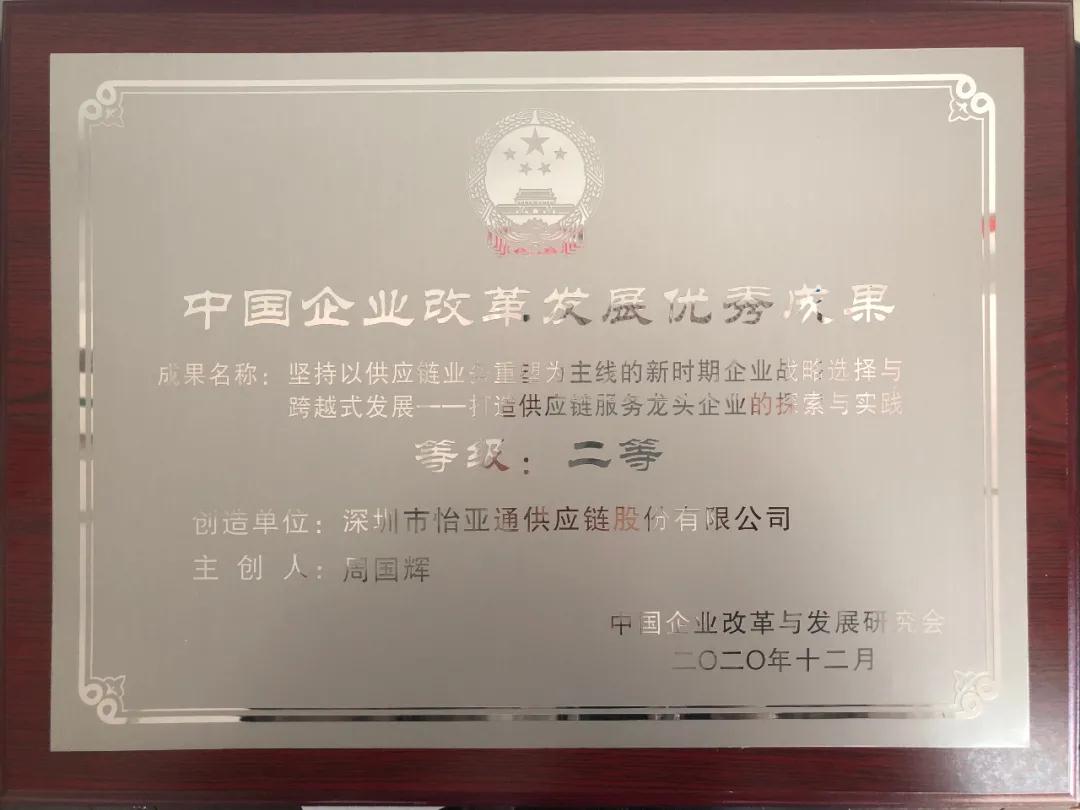 中国企业改革发展优秀成果
成果名称：坚持以供应链业务重塑为主线的新时期企业战略选择与
跨越式发展——打造供应链服务龙头企业的探索与实践
等级：二等
创造单位：深圳市怡亚通供应链股份有限公司
主创人：周国辉
中国企业改革与发展研究会
二〇二〇年十二月